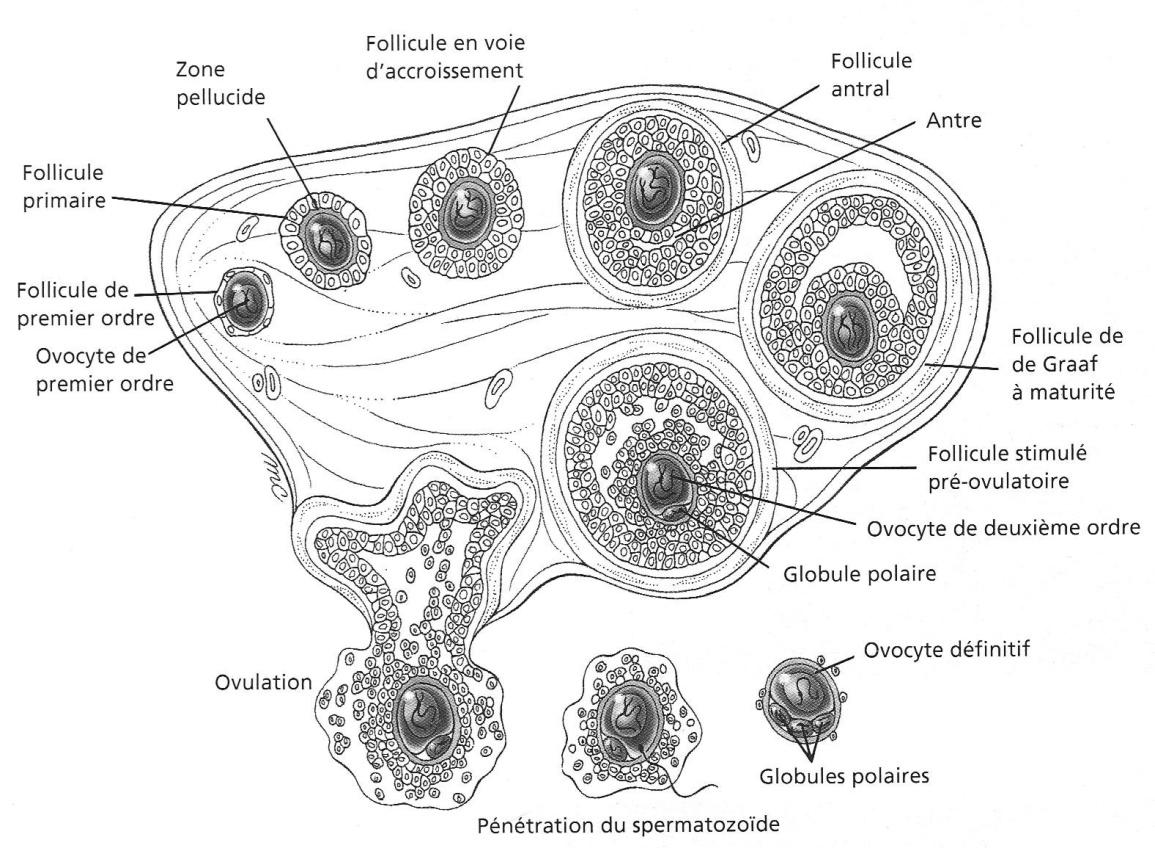 Follicule en voie
d'accroissement
Zone
pellucide
Follicule
antral
Antre
Follicule
primaire
Follicule de
premier ordre
Ovocyte de
premier ordre
Follicule de
de Graaf
à maturité
Follicule stimulé
pré-ovulatoire
Ovocyte de deuxième ordre
Globule polaire
Ovulation
Ovocyte définitif
Globules polaires
Pénétration du spermatozoïde